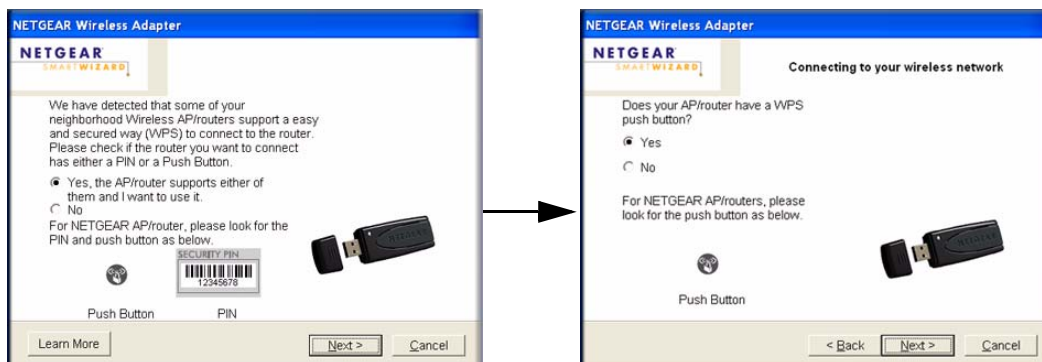 NETGEAR Wireless Adapter
NETGEAR
SMARTWIZARD
We have detected that some of your
neighborhood Wireless AP/routers support a easy
and secured way (WPS) to connect to the router.
Please check if the router you want to connect
has either a PIN or a Push Button.
Yes, the AP/router supports either of
them and I want to use it.
No
For NETGEAR AP/router, please look for the
PIN and push button as below.
SECURITY PIN
12345678
Push Button PIN
NETGEAR
Learn More Next > Cancel
NETGEAR Wireless Adapter
NETGEAR
SMARTWIZARD
Connecting to your wireless network
Does your AP/router have a WPS
push button?
Yes
No
For NETGEAR AP/routers, please
look for the push button as below.
Push Button
NETGEAR
< Back Next > Cancel